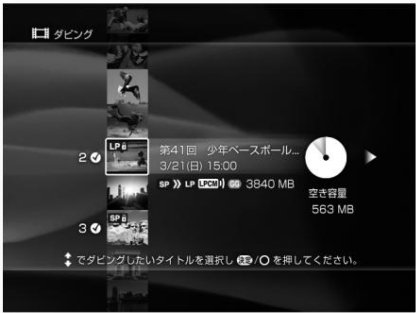 ダビング
LP
2
第41回 少年ベースボール...
3/21(日) 15:00
SP 》 LP LPCM 3840 MB
空き容量
563 MB
3
SP
でダビングしたいタイトルを選択し 決定/○ を押してください。